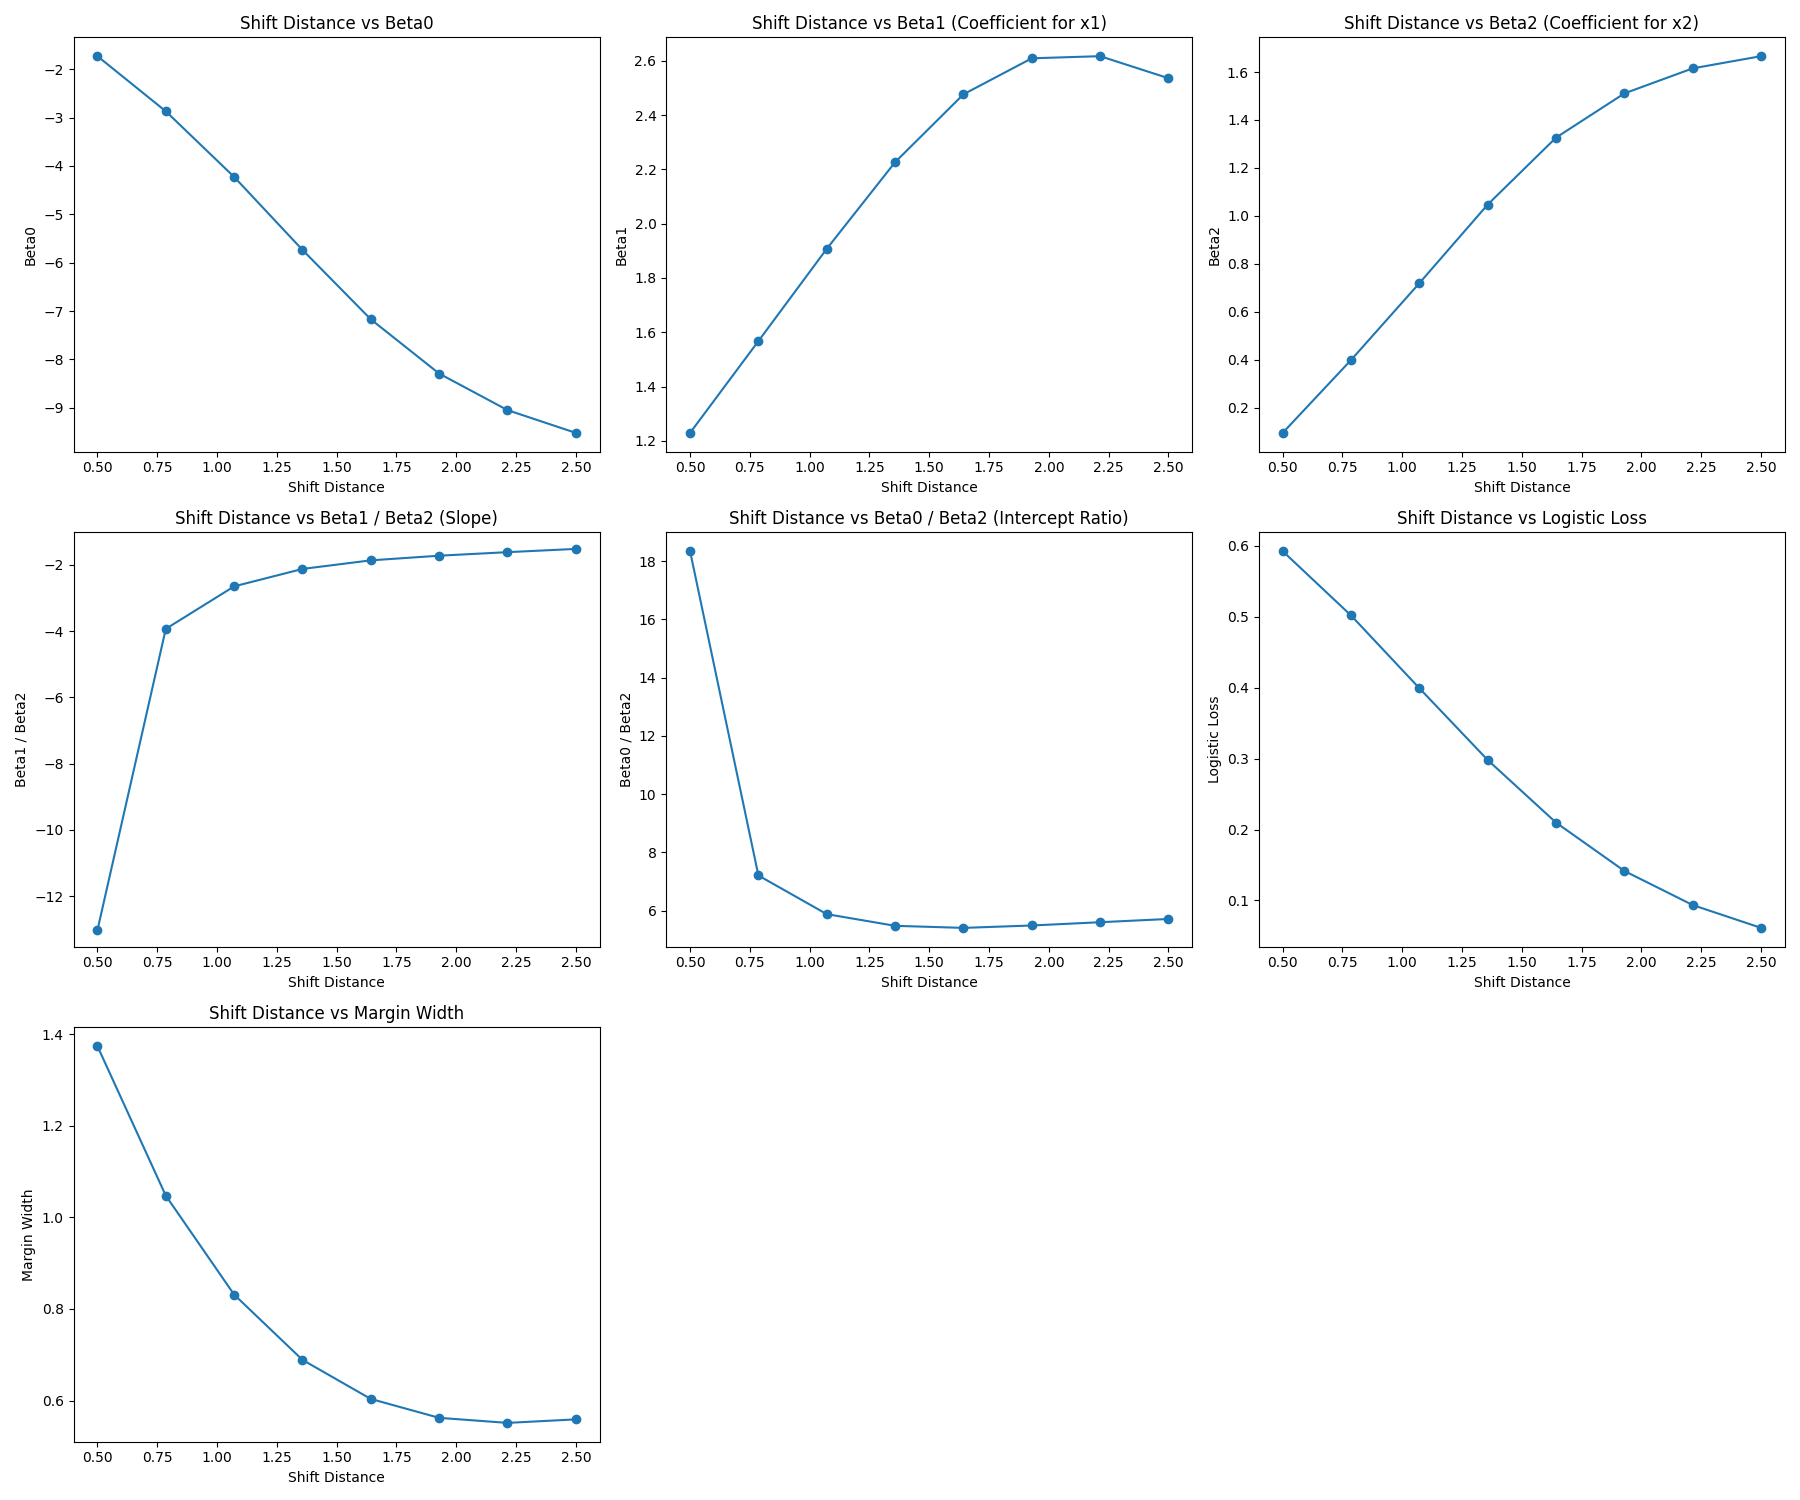 Shift Distance vs Beta0
Beta0
−2
−3
−4
−5
−6
−7
−8
−9
0.50 0.75 1.00 1.25 1.50 1.75 2.00 2.25 2.50
Shift Distance
Shift Distance vs Beta1 (Coefficient for x1)
Beta1
2.6
2.4
2.2
2.0
1.8
1.6
1.4
1.2
0.50 0.75 1.00 1.25 1.50 1.75 2.00 2.25 2.50
Shift Distance
Shift Distance vs Beta2 (Coefficient for x2)
Beta2
1.6
1.4
1.2
1.0
0.8
0.6
0.4
0.2
0.50 0.75 1.00 1.25 1.50 1.75 2.00 2.25 2.50
Shift Distance
Shift Distance vs Beta1 / Beta2 (Slope)
Beta1 / Beta2
−2
−4
−6
−8
−10
−12
0.50 0.75 1.00 1.25 1.50 1.75 2.00 2.25 2.50
Shift Distance
Shift Distance vs Beta0 / Beta2 (Intercept Ratio)
Beta0 / Beta2
18
16
14
12
10
8
6
0.50 0.75 1.00 1.25 1.50 1.75 2.00 2.25 2.50
Shift Distance
Shift Distance vs Logistic Loss
Logistic Loss
0.6
0.5
0.4
0.3
0.2
0.1
0.50 0.75 1.00 1.25 1.50 1.75 2.00 2.25 2.50
Shift Distance
Shift Distance vs Margin Width
Margin Width
1.4
1.2
1.0
0.8
0.6
0.50 0.75 1.00 1.25 1.50 1.75 2.00 2.25 2.50
Shift Distance